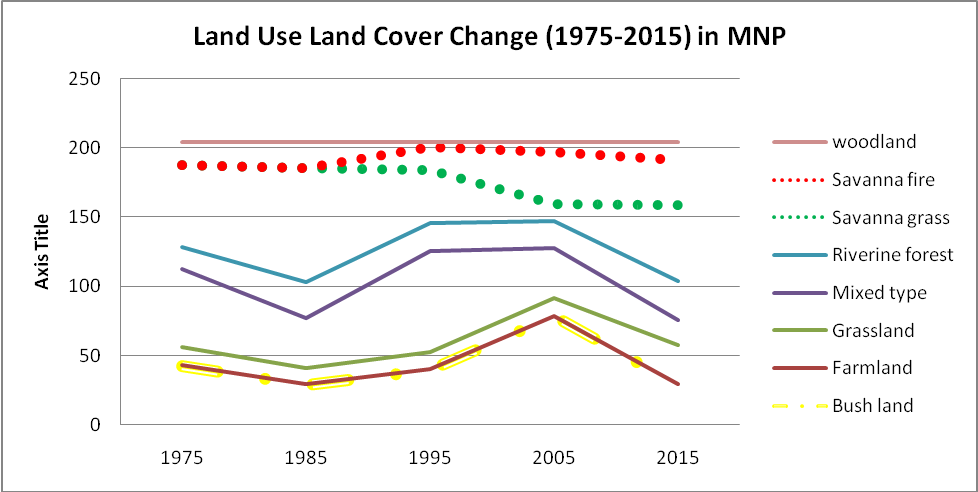 Land Use Land Cover Change (1975-2015) in MNP
250
200
150
100
50
0
Axis Title
1975 1985 1995 2005 2015
woodland
Savanna fire
Savanna grass
Riverine forest
Mixed type
Grassland
Farmland
Bush land